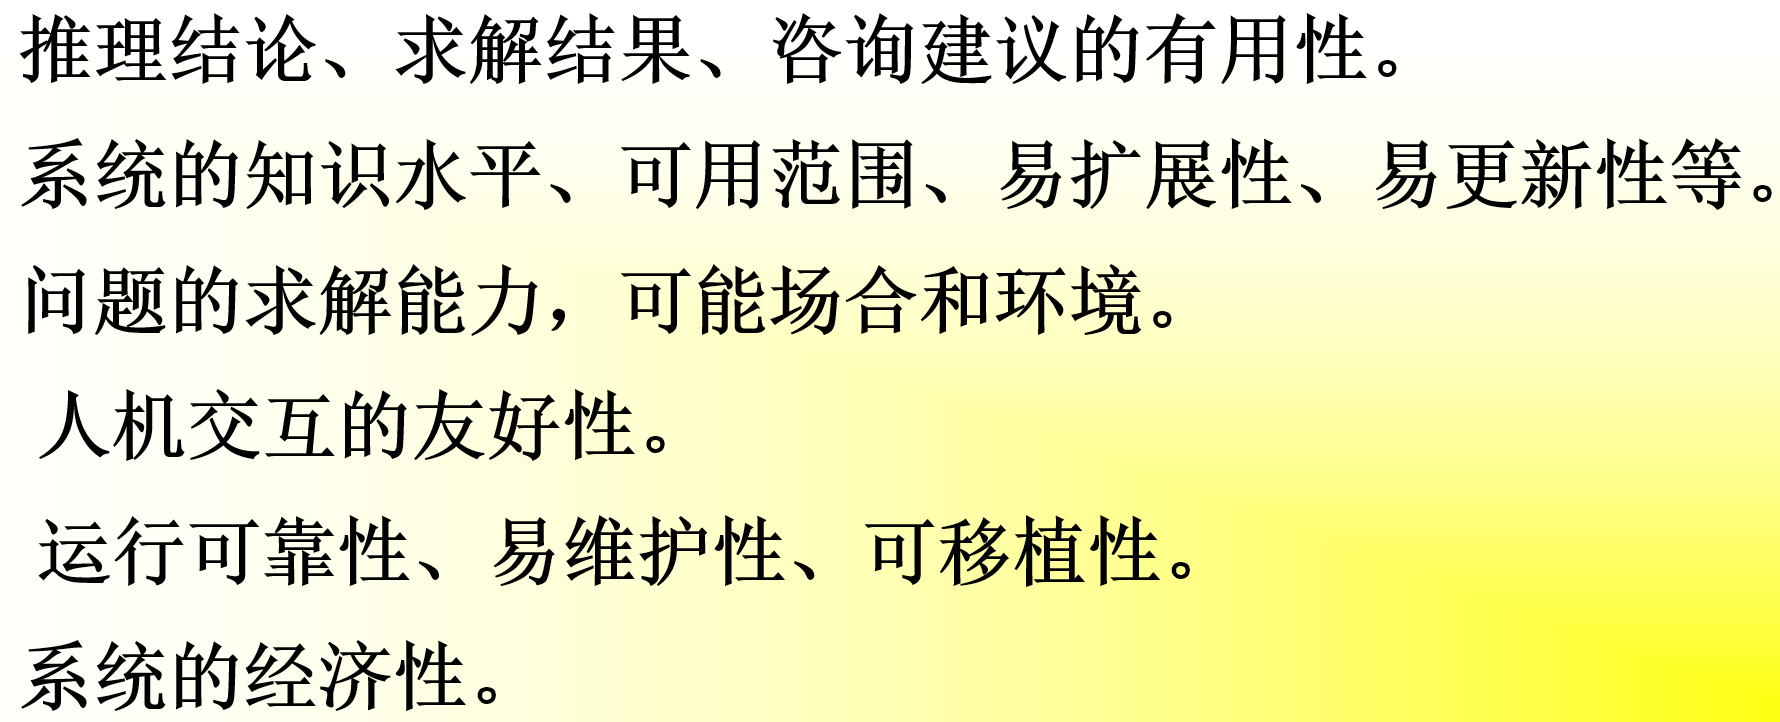 推理结论、求解结果、咨询建议的有用性。
系统的知识水平、可用范围、易扩展性、易更新性等。
问题的求解能力，可能场合和环境。
人机交互的友好性。
运行可靠性、易维护性、可移植性。
系统的经济性。